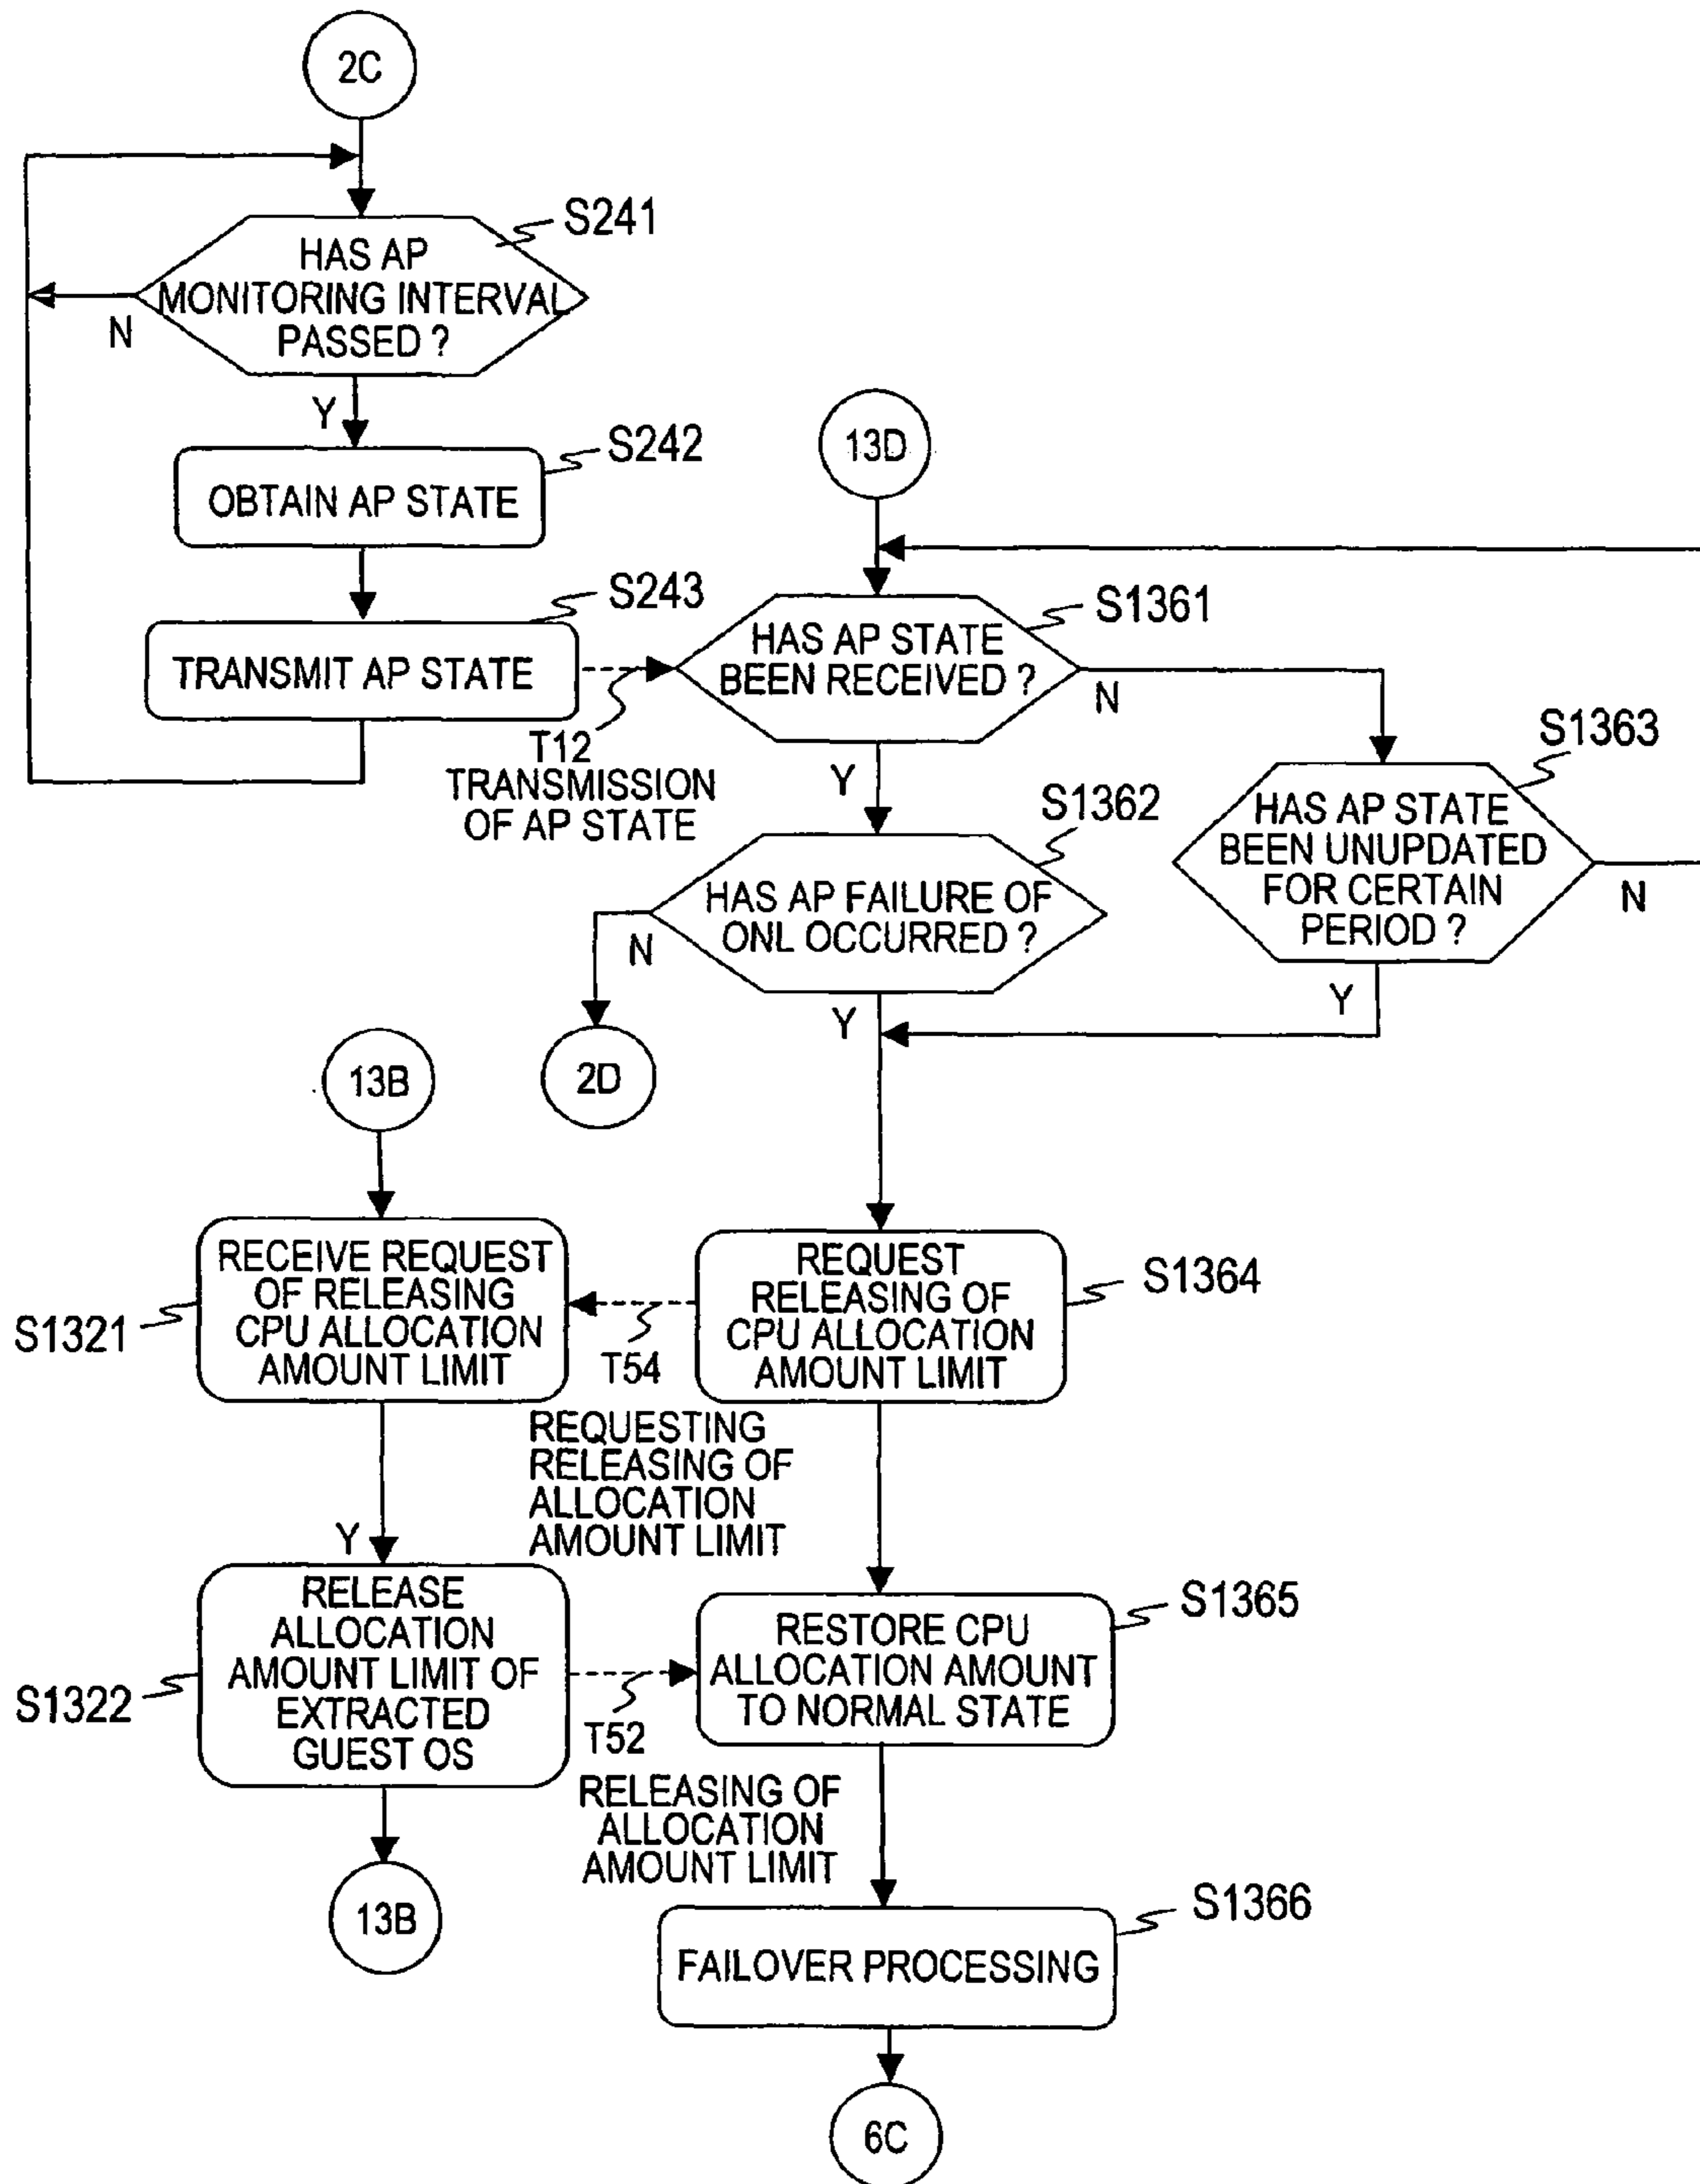 2C
S241
HAS AP
MONITORING INTERVAL
PASSED ?
N
Y
S242
OBTAIN AP STATE
13D
S243
TRANSMIT AP STATE
T12
TRANSMISSION
OF AP STATE
S1361
HAS AP STATE
BEEN RECEIVED ?
N
Y
S1363
HAS AP STATE
BEEN UNUPDATED
FOR CERTAIN
PERIOD ?
N
Y
S1362
HAS AP FAILURE OF
ONL OCCURRED ?
N
Y
2D
13B
S1321
RECEIVE REQUEST
OF RELEASING
CPU ALLOCATION
AMOUNT LIMIT
T54
REQUESTING
RELEASING OF
ALLOCATION
AMOUNT LIMIT
REQUEST
RELEASING OF
CPU ALLOCATION
AMOUNT LIMIT
S1364
Y
S1322
RELEASE
ALLOCATION
AMOUNT LIMIT OF
EXTRACTED
GUEST OS
T52
RELEASING OF
ALLOCATION
AMOUNT LIMIT
RESTORE CPU
ALLOCATION AMOUNT
TO NORMAL STATE
S1365
13B
S1366
FAILOVER PROCESSING
6C